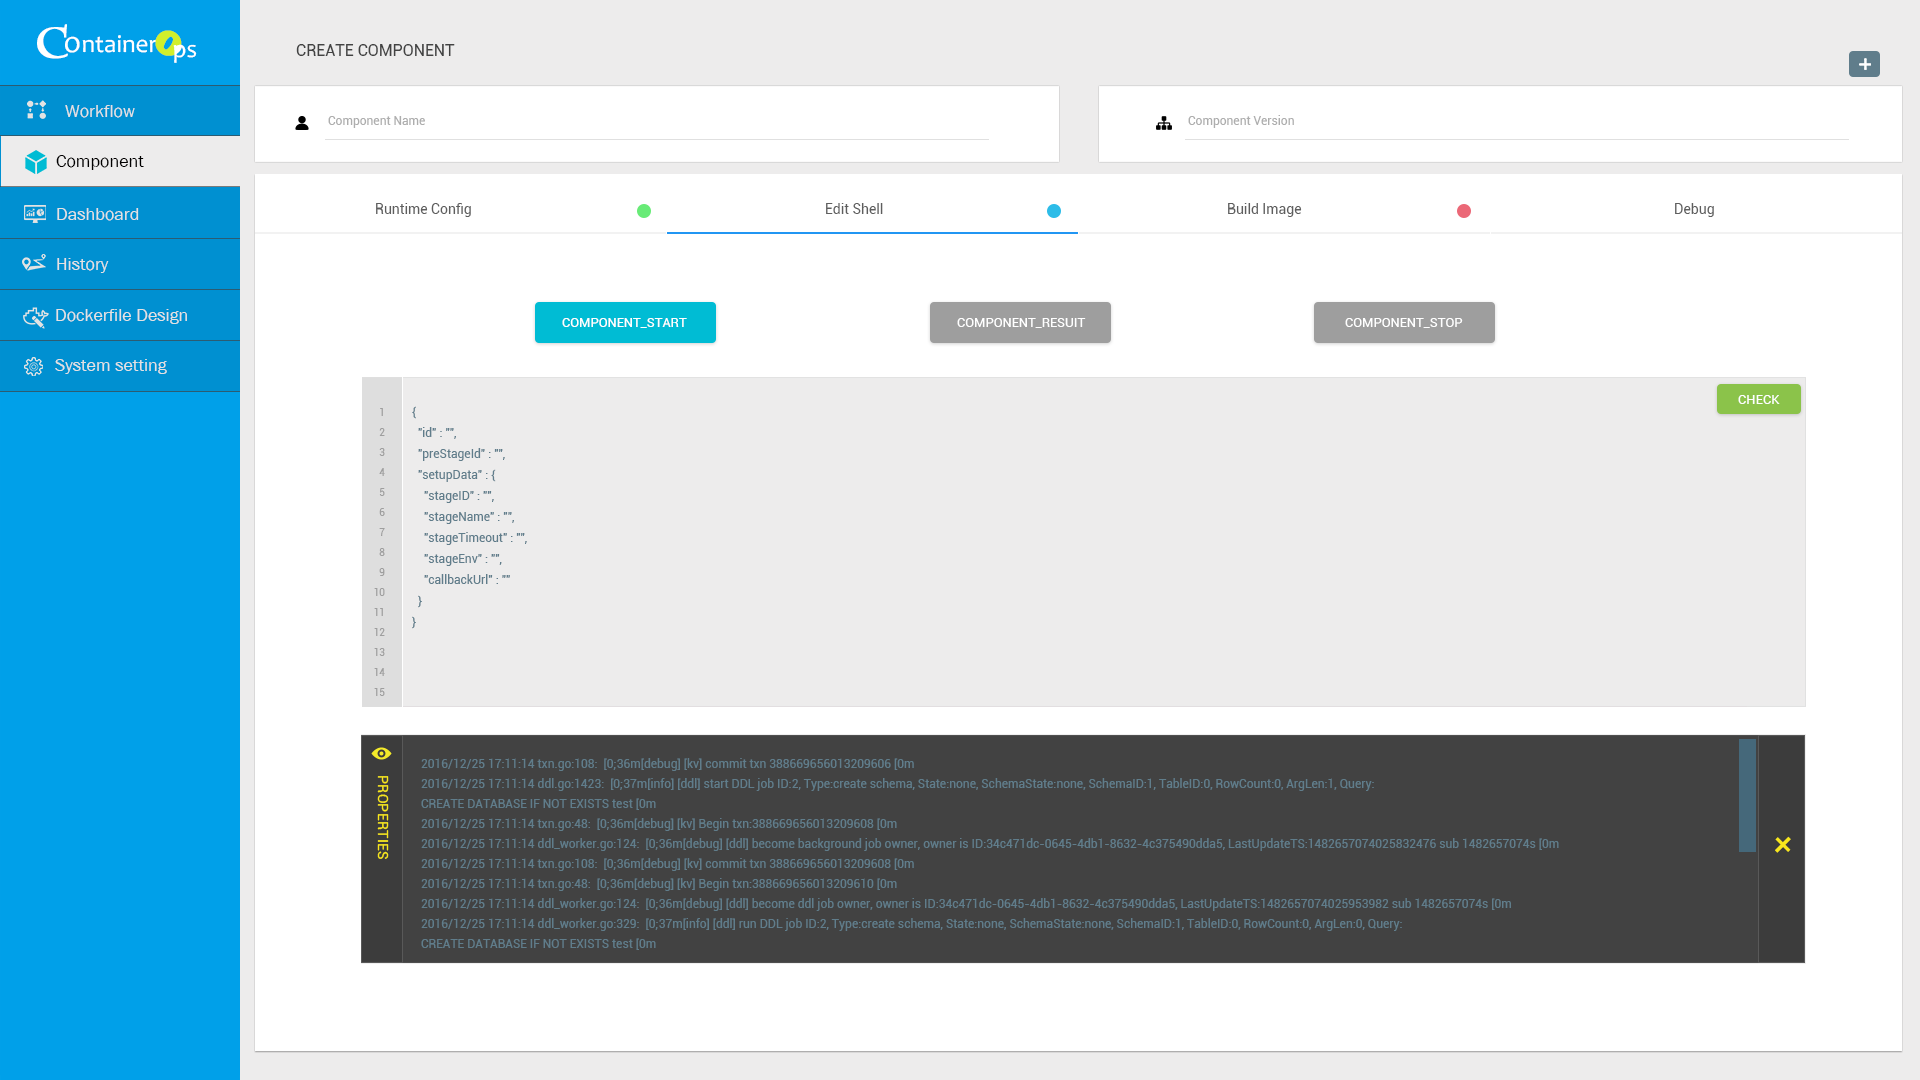 ContainerOps
Workflow
Component
Dashboard
History
Dockerfile Design
System setting
CREATE COMPONENT
Component Name
Component Version
Runtime Config
Edit Shell
Build Image
Debug
COMPONENT_START
COMPONENT_RESUIT
COMPONENT_STOP
CHECK
1 {
2 "id" : "",
3 "preStageId" : "",
4 "setupData" : {
5 "stageID" : "",
6 "stageName" : "",
7 "stageTimeout" : "",
8 "stageEnv" : "",
9 "callbackUrl" : ""
10 }
11 }
12
13
14
15
PROPERTIES
2016/12/25 17:11:14 txn.go:108: [0;36m[debug] [kv] commit txn 388669656013209606 [0m
2016/12/25 17:11:14 ddl.go:1423: [0;37m[info] [ddl] start DDL job ID:2, Type:create schema, State:none, SchemaState:none, SchemaID:1, TableID:0, RowCount:0, ArgLen:1, Query:
CREATE DATABASE IF NOT EXISTS test [0m
2016/12/25 17:11:14 txn.go:48: [0;36m[debug] [kv] Begin txn:388669656013209608 [0m
2016/12/25 17:11:14 ddl_worker.go:124: [0;36m[debug] [ddl] become background job owner, owner is ID:34c471dc-0645-4db1-8632-4c375490dda5, LastUpdateTS:1482657074025832476 sub 1482657074s [0m
2016/12/25 17:11:14 txn.go:108: [0;36m[debug] [kv] commit txn 388669656013209608 [0m
2016/12/25 17:11:14 txn.go:48: [0;36m[debug] [kv] Begin txn:388669656013209610 [0m
2016/12/25 17:11:14 ddl_worker.go:124: [0;36m[debug] [ddl] become ddl job owner, owner is ID:34c471dc-0645-4db1-8632-4c375490dda5, LastUpdateTS:1482657074025953982 sub 1482657074s [0m
2016/12/25 17:11:14 ddl_worker.go:329: [0;37m[info] [ddl] run DDL job ID:2, Type:create schema, State:none, SchemaState:none, SchemaID:1, TableID:0, RowCount:0, ArgLen:0, Query:
CREATE DATABASE IF NOT EXISTS test [0m